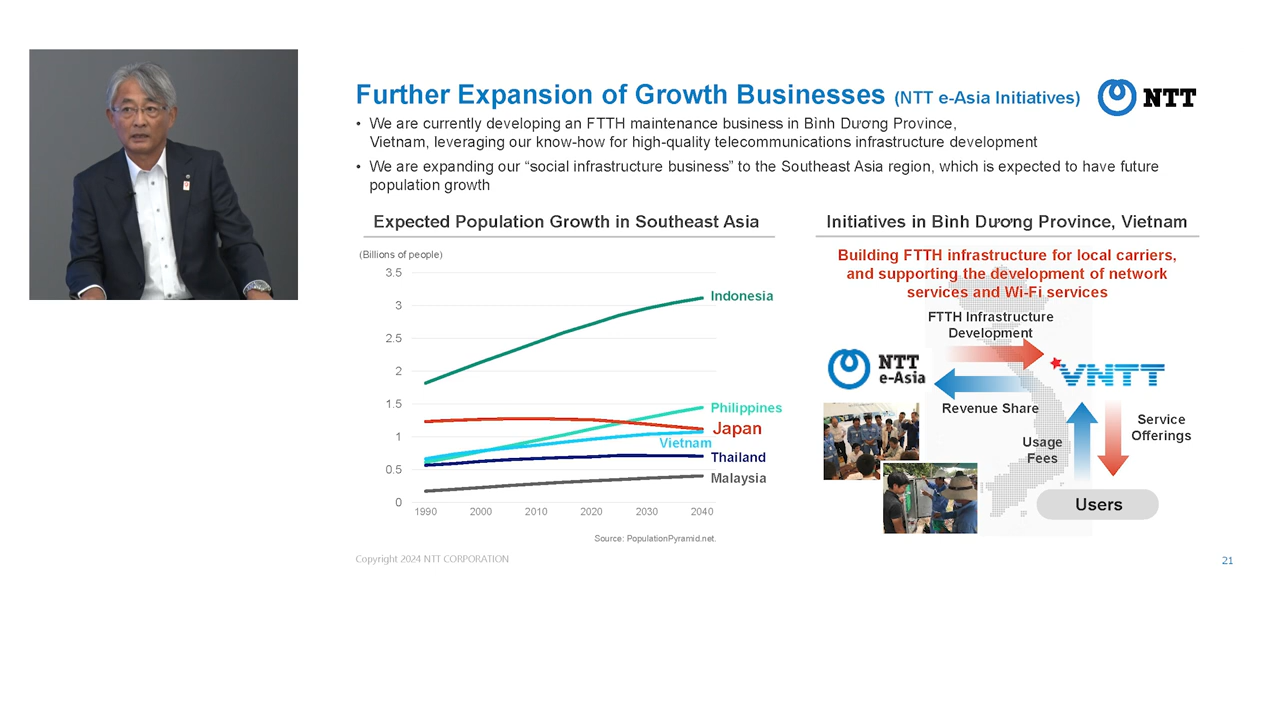 Further Expansion of Growth Businesses (NTT e-Asia Initiatives)
NTT
• We are currently developing an FTTH maintenance business in Bình Dương Province,
Vietnam, leveraging our know-how for high-quality telecommunications infrastructure development
• We are expanding our “social infrastructure business” to the Southeast Asia region, which is expected to have future
population growth
Expected Population Growth in Southeast Asia
(Billions of people)
3.5
3
2.5
2
1.5
1
0.5
0
1990 2000 2010 2020 2030 2040
Indonesia
Philippines
Japan
Vietnam
Thailand
Malaysia
Source: PopulationPyramid.net.
Initiatives in Bình Dương Province, Vietnam
Building FTTH infrastructure for local carriers,
and supporting the development of network
services and Wi-Fi services
FTTH Infrastructure
Development
NTT
e-Asia
VNTT
Revenue Share
Usage
Fees
Service
Offerings
Users
Copyright 2024 NTT CORPORATION
21